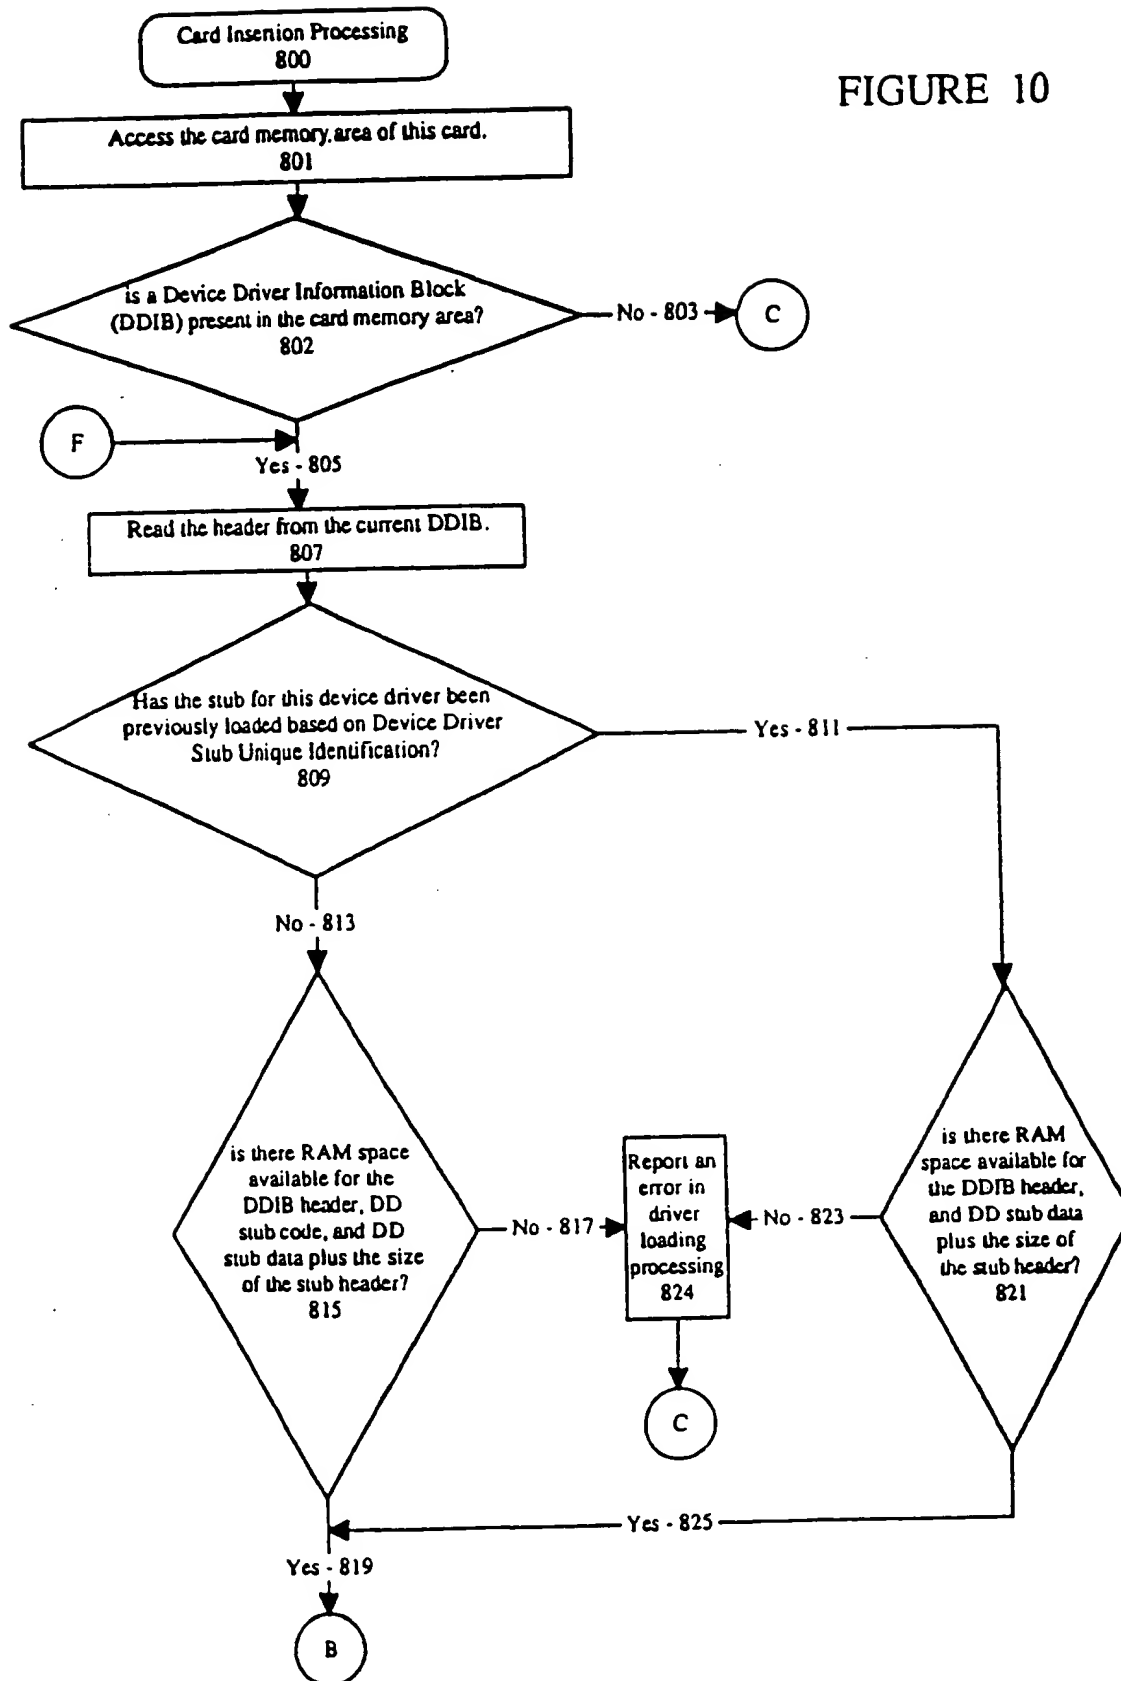 Card Insertion Processing
800
FIGURE 10
Access the card memory.area of this card.
801
is a Device Driver Information Block
(DDIB) present in the card memory area?
802
No - 803
C
F
Yes - 805
Read the header from the current DDIB.
807
Has the stub for this device driver been
previously loaded based on Device Driver
Stub Unique Identification?
809
Yes - 811
No - 813
is there RAM space
available for the
DDIB header, DD
stub code, and DD
stub data plus the size
of the stub header?
815
No - 817
Report an
error in
driver
loading
processing
824
No - 823
is there RAM
space available for
the DDIB header,
and DD stub data
plus the size of
the stub header?
821
C
Yes - 825
Yes - 819
B